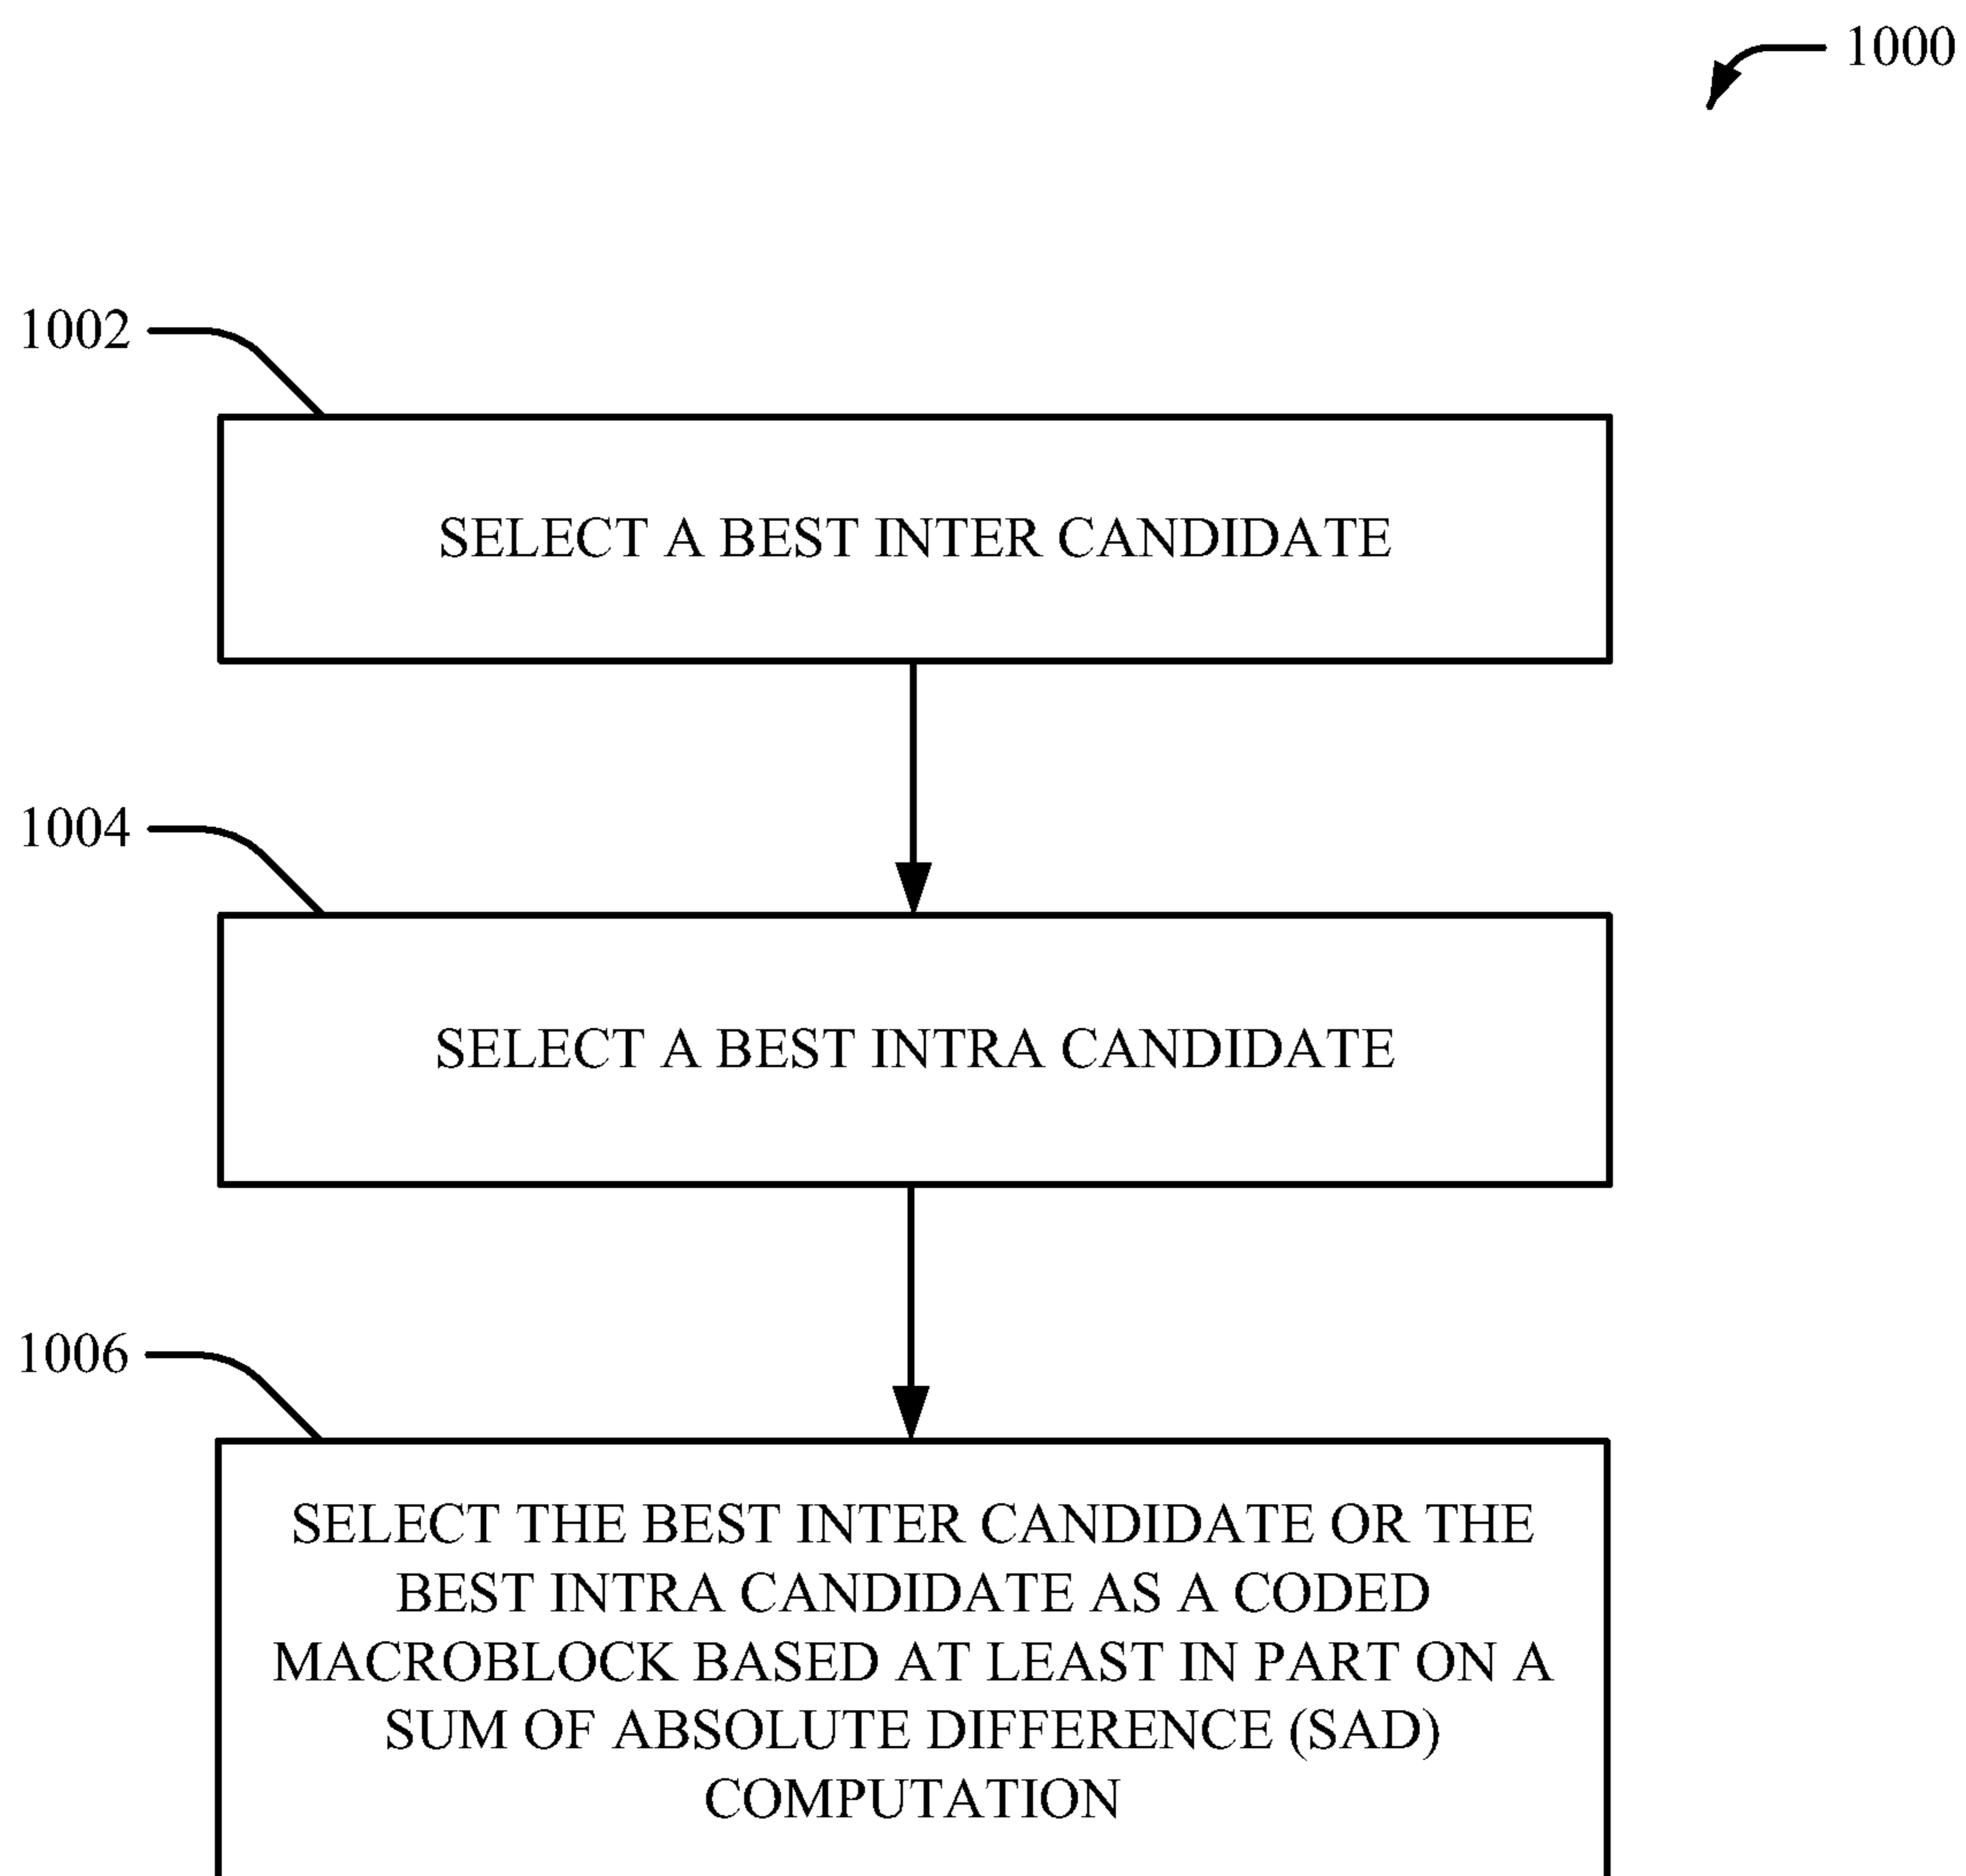 1000
1002
SELECT A BEST INTER CANDIDATE
1004
SELECT A BEST INTRA CANDIDATE
1006
SELECT THE BEST INTER CANDIDATE OR THE
BEST INTRA CANDIDATE AS A CODED
MACROBLOCK BASED AT LEAST IN PART ON A
SUM OF ABSOLUTE DIFFERENCE (SAD)
COMPUTATION